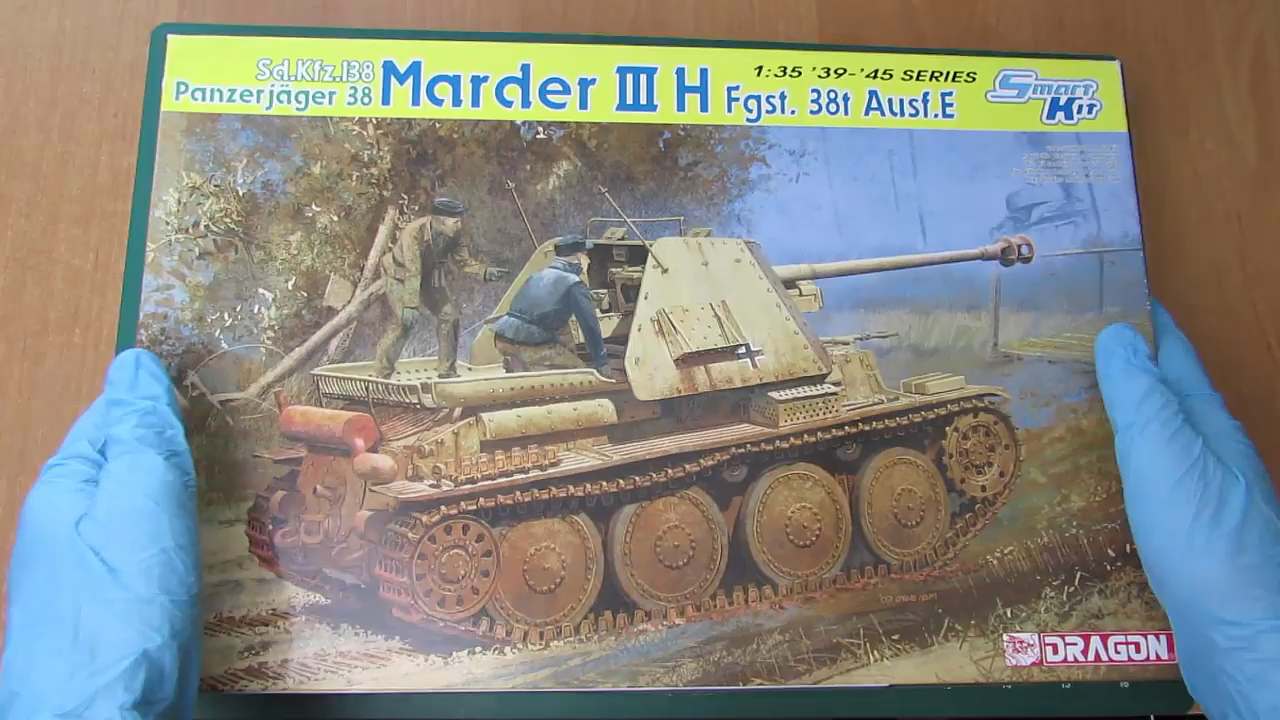 Sd.Kfz.138
Panzerjäger 38
Marder III H
Fgst. 38t Ausf.E
1:35 '39-'45 SERIES
Smart
Kit
DRAGON